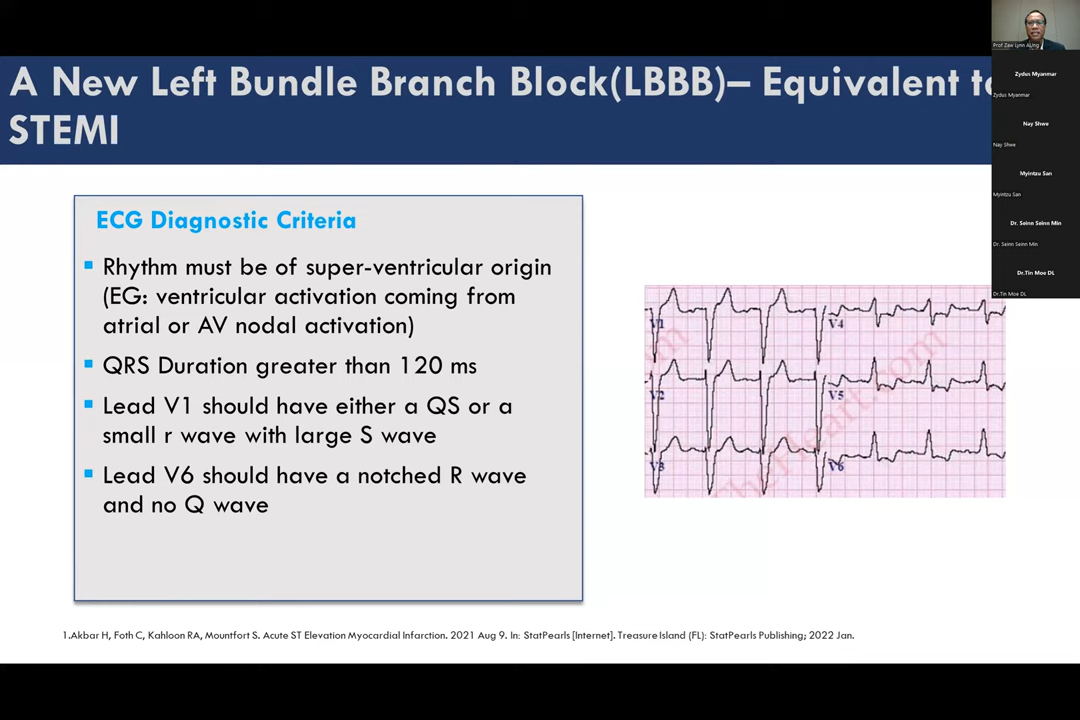 A New Left Bundle Branch Block(LBBB)– Equivalent to
STEMI
ECG Diagnostic Criteria
▪ Rhythm must be of super-ventricular origin
(EG: ventricular activation coming from
atrial or AV nodal activation)
▪ QRS Duration greater than 120 ms
▪ Lead V1 should have either a QS or a
small r wave with large S wave
▪ Lead V6 should have a notched R wave
and no Q wave
V1
V4
V2
V5
V3
V6
1.Akbar H, Foth C, Kahloon RA, Mountfort S. Acute ST Elevation Myocardial Infarction. 2021 Aug 9. In: StatPearls [Internet]. Treasure Island (FL): StatPearls Publishing; 2022 Jan.
Prof Zaw Lynn AUng
Zydus Myanmar
Zydus Myanmar
Nay Shwe
Nay Shwe
Myintzu San
Myintzu San
Dr. Seinn Seinn Min
Dr. Seinn Seinn Min
Dr.Tin Moe DL
Dr.Tin Moe DL